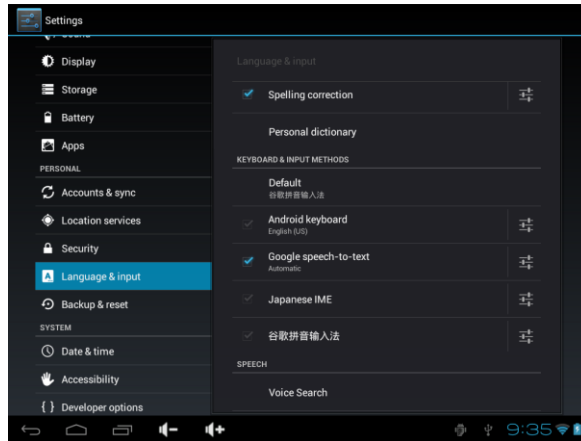 Settings
Display
Storage
Battery
Apps
PERSONAL
Accounts & sync
Location services
Security
Language & input
Backup & reset
SYSTEM
Date & time
Accessibility
{ } Developer options
Language & input
Spelling correction
Personal dictionary
KEYBOARD & INPUT METHODS
Default
谷歌拼音输入法
Android keyboard
English (US)
Google speech-to-text
Automatic
Japanese IME
谷歌拼音输入法
SPEECH
Voice Search
9:35